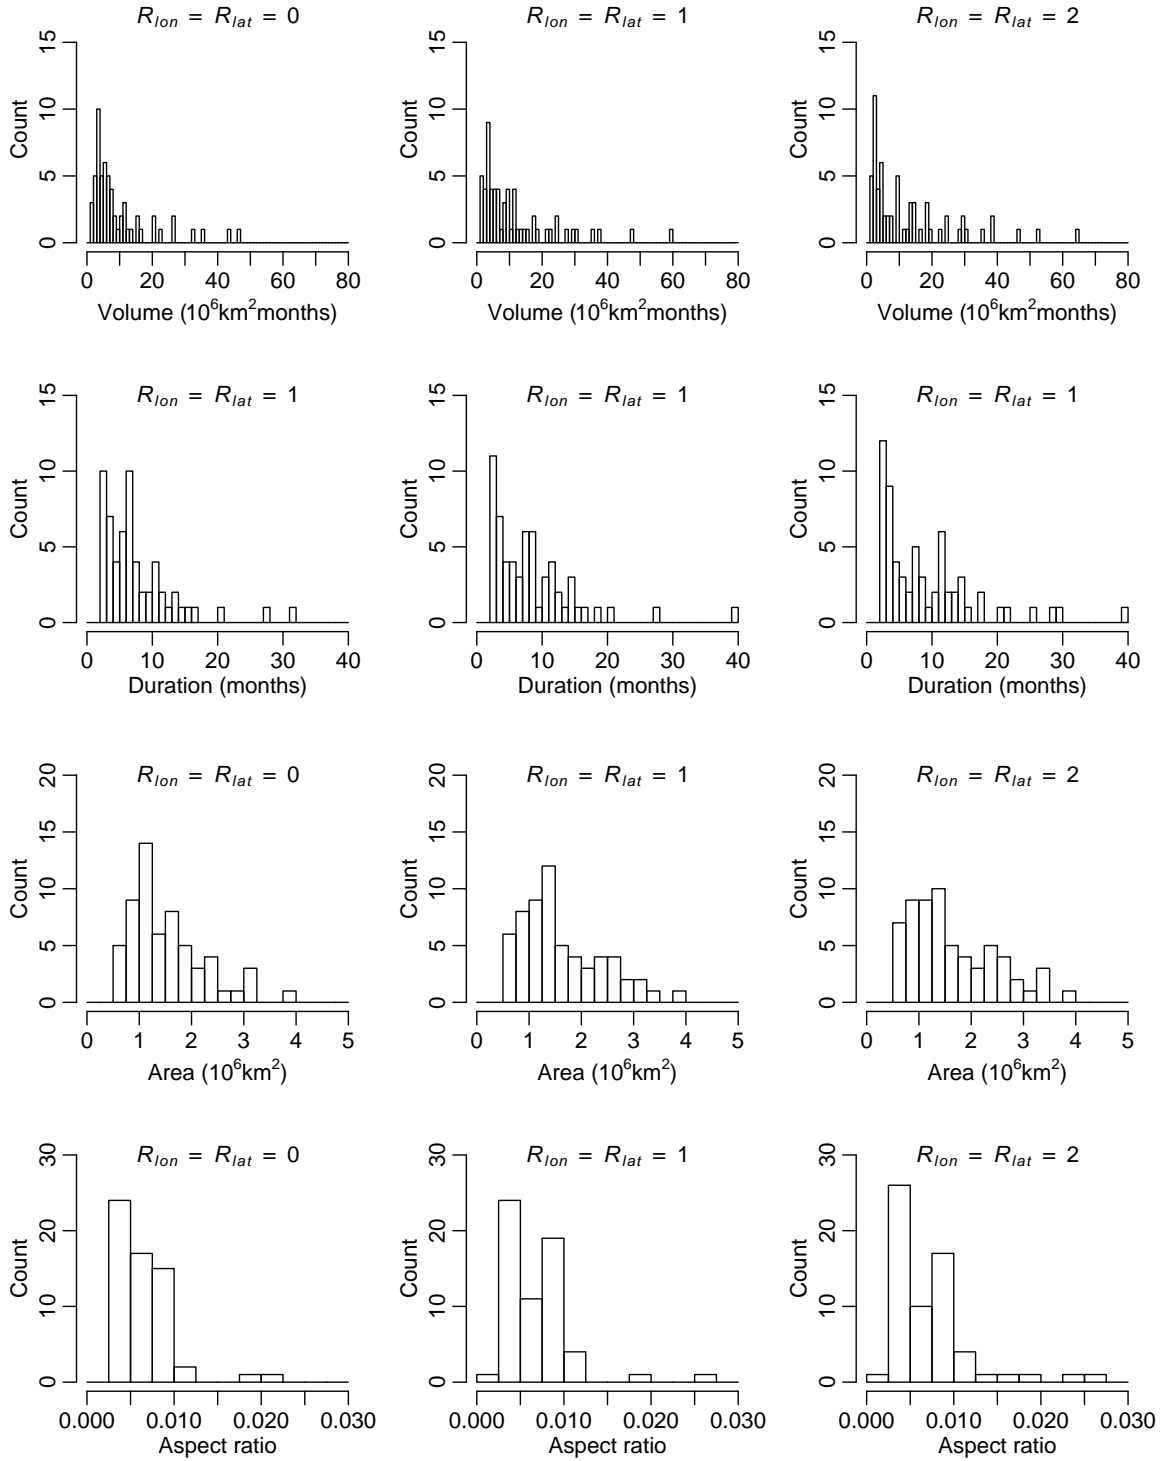 R_lon = R_lat = 0
15
10
5
0
Count
0 20 40 60 80
Volume (10^6km^2months)
R_lon = R_lat = 1
15
10
5
0
Count
0 20 40 60 80
Volume (10^6km^2months)
R_lon = R_lat = 2
15
10
5
0
Count
0 20 40 60 80
Volume (10^6km^2months)
R_lon = R_lat = 1
15
10
5
0
Count
0 10 20 30 40
Duration (months)
R_lon = R_lat = 1
15
10
5
0
Count
0 10 20 30 40
Duration (months)
R_lon = R_lat = 1
15
10
5
0
Count
0 10 20 30 40
Duration (months)
R_lon = R_lat = 0
20
15
10
5
0
Count
0 1 2 3 4 5
Area (10^6km^2)
R_lon = R_lat = 1
20
15
10
5
0
Count
0 1 2 3 4 5
Area (10^6km^2)
R_lon = R_lat = 2
20
15
10
5
0
Count
0 1 2 3 4 5
Area (10^6km^2)
R_lon = R_lat = 0
30
20
10
0
Count
0.000 0.010 0.020 0.030
Aspect ratio
R_lon = R_lat = 1
30
20
10
0
Count
0.000 0.010 0.020 0.030
Aspect ratio
R_lon = R_lat = 2
30
20
10
0
Count
0.000 0.010 0.020 0.030
Aspect ratio